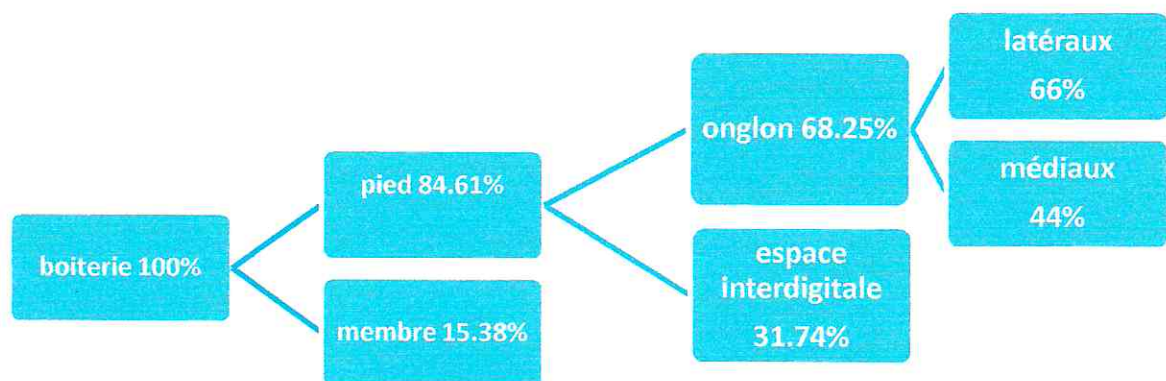 boiterie 100%
pied 84.61%
membre 15.38%
onglon 68.25%
espace
interdigitale
31.74%
latéraux
66%
médiaux
44%